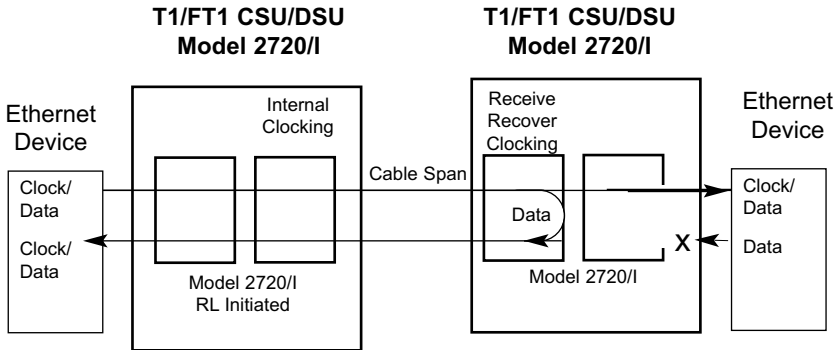 T1/FT1 CSU/DSU
Model 2720/I
T1/FT1 CSU/DSU
Model 2720/I
Ethernet
Device
Internal
Clocking
Receive
Recover
Clocking
Ethernet
Device
Cable Span
Clock/
Data
Clock/
Data
Data
X
Clock/
Data
Data
Model 2720/I
RL Initiated
Model 2720/I